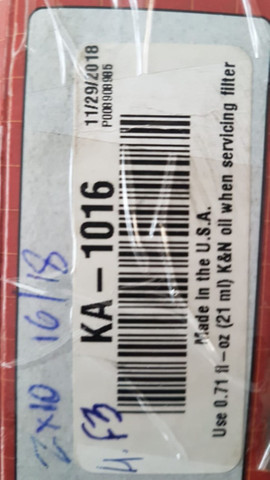 11/29/2018
P008908985
KA-1016
Made In the U.S.A.
Use 0.71 fl-oz (21 ml) K&N oil when servicing filter
ZX10 16/18
4. F3